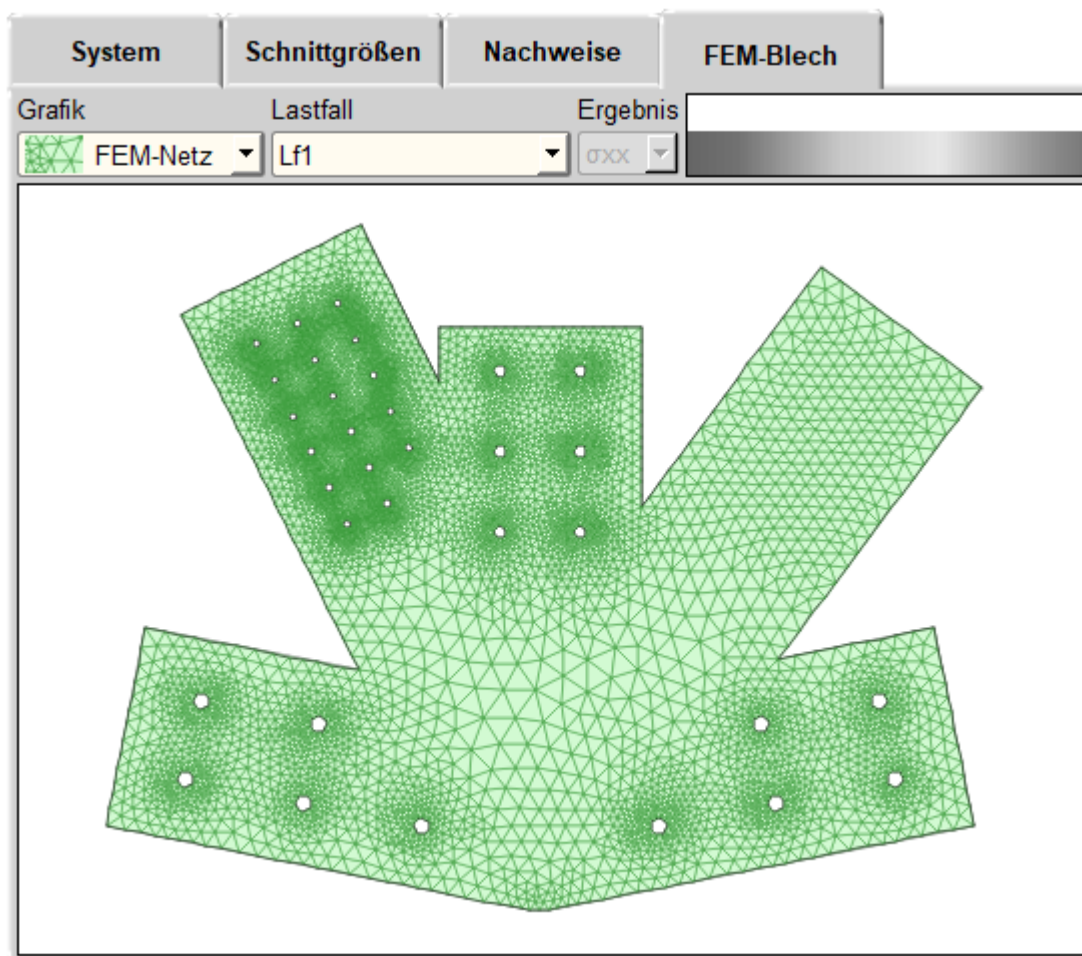 System Schnittgrößen Nachweise FEM-Blech
Grafik Lastfall Ergebnis
FEM-Netz Lf1 σxx